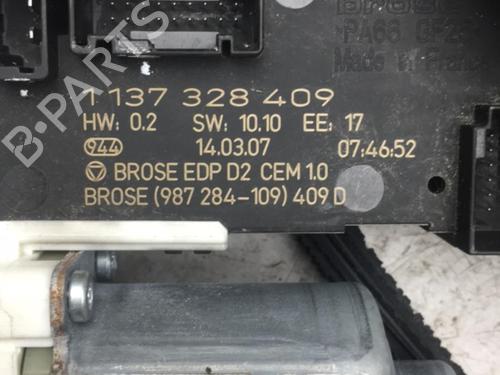 PA66 GF25
Made in France
1 137 328 409
HW: 0.2 SW: 10.10 EE: 17
944 14.03.07 07:46:52
BROSE EDP D2 CEM 1.0
BROSE (987 284-109) 409 D